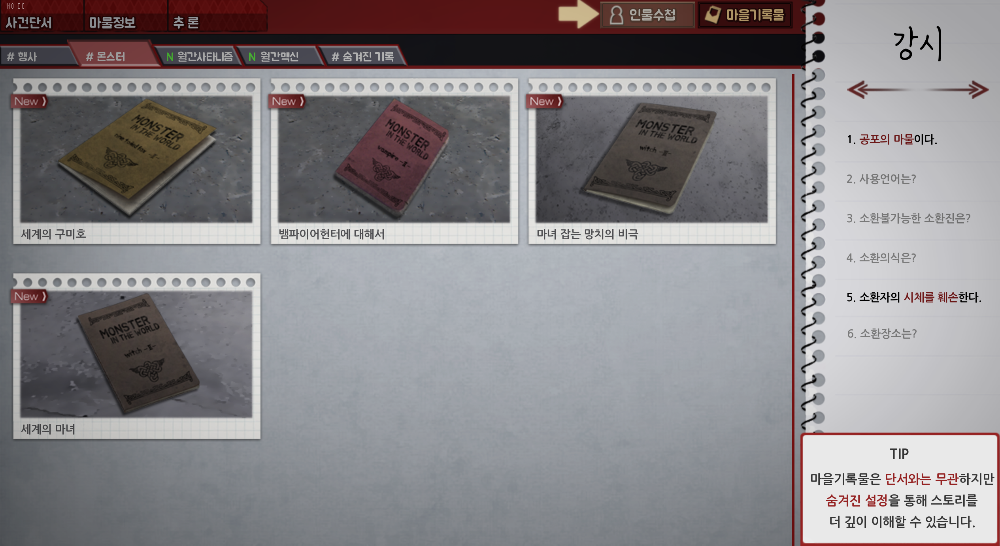 NO DC
사건단서
마물정보
추 론
인물수첩
마을기록물
# 행사
# 몬스터
N 월간사타니즘
N 월간맥신
# 숨겨진 기록
New
MONSTER
IN THE WORLD
nine tailed fox -II-
세계의 구미호
New
MONSTER
IN THE WORLD
vampire -II-
뱀파이어헌터에 대해서
New
MONSTER
IN THE WORLD
witch -III-
마녀 잡는 망치의 비극
New
MONSTER
IN THE WORLD
witch -II-
세계의 마녀
강시
1. 공포의 마물이다.
2. 사용언어는?
3. 소환불가능한 소환진은?
4. 소환의식은?
5. 소환자의 시체를 훼손한다.
6. 소환장소는?
TIP
마을기록물은 단서와는 무관하지만
숨겨진 설정을 통해 스토리를
더 깊이 이해할 수 있습니다.